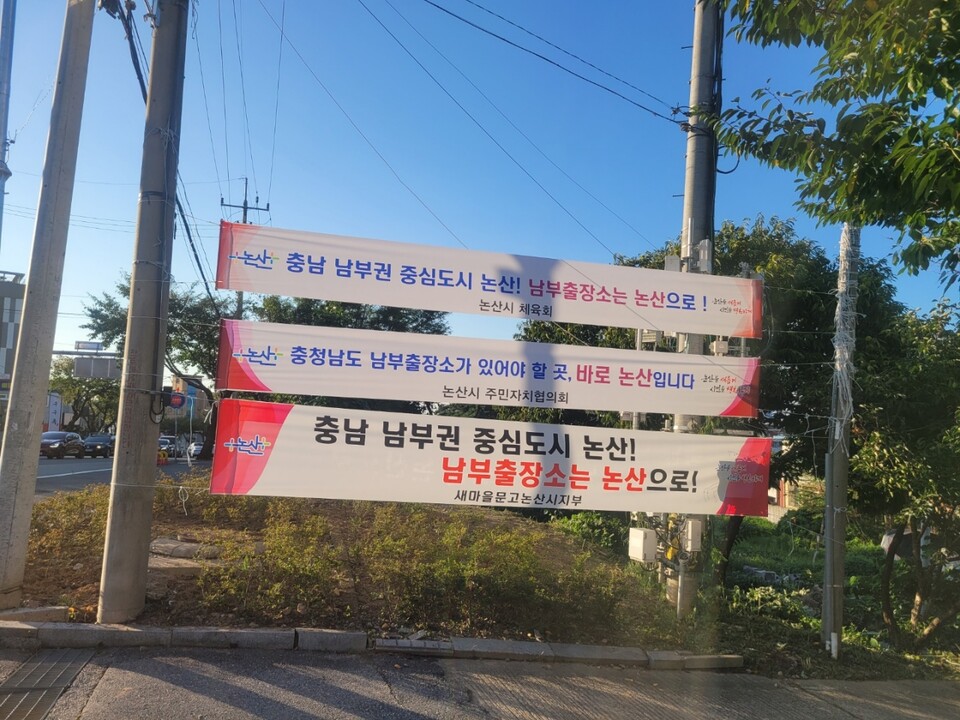 논산
충남 남부권 중심도시 논산! 남부출장소는 논산으로!
논산시 체육회
논산
충청남도 남부출장소가 있어야 할 곳, 바로 논산입니다
논산시 주민자치협의회
논산
충남 남부권 중심도시 논산!
남부출장소는 논산으로!
새마을문고논산시지부